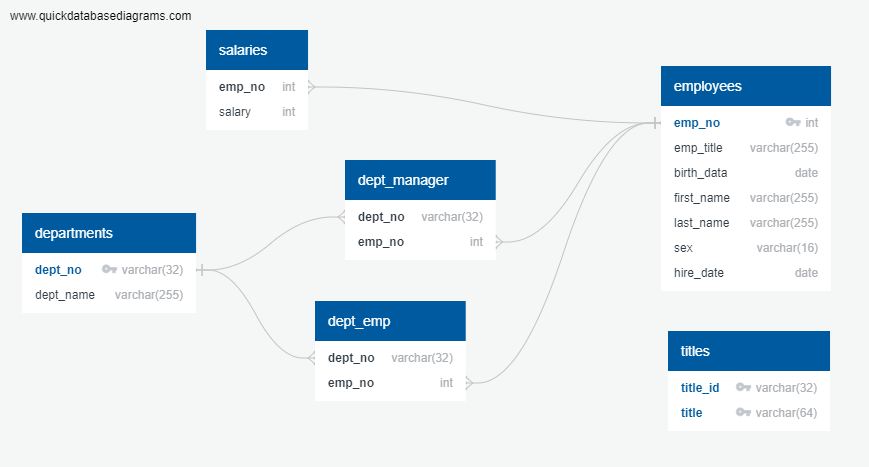 www.quickdatabasediagrams.com
salaries
emp_no int
salary int
employees
emp_no int
emp_title varchar(255)
birth_data date
first_name varchar(255)
last_name varchar(255)
sex varchar(16)
hire_date date
dept_manager
dept_no varchar(32)
emp_no int
departments
dept_no varchar(32)
dept_name varchar(255)
dept_emp
dept_no varchar(32)
emp_no int
titles
title_id varchar(32)
title varchar(64)